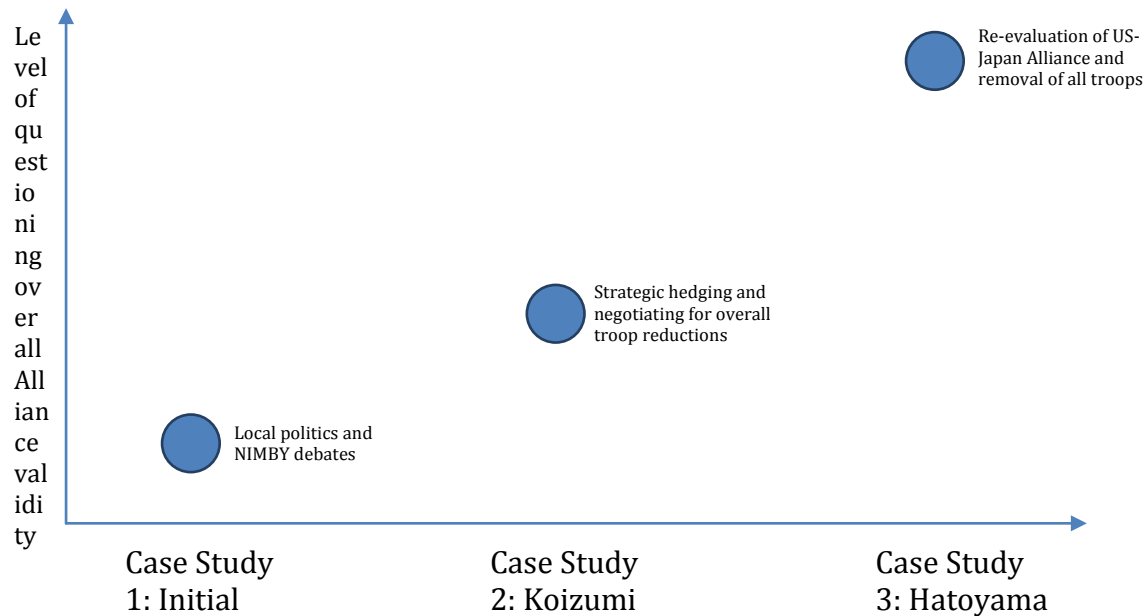 Le
vel
of
qu
est
io
ni
ng
ov
er
all
All
ian
ce
val
idi
ty
Re-evaluation of US-
Japan Alliance and
removal of all troops
Strategic hedging and
negotiating for overall
troop reductions
Local politics and
NIMBY debates
Case Study
1: Initial
Case Study
2: Koizumi
Case Study
3: Hatoyama